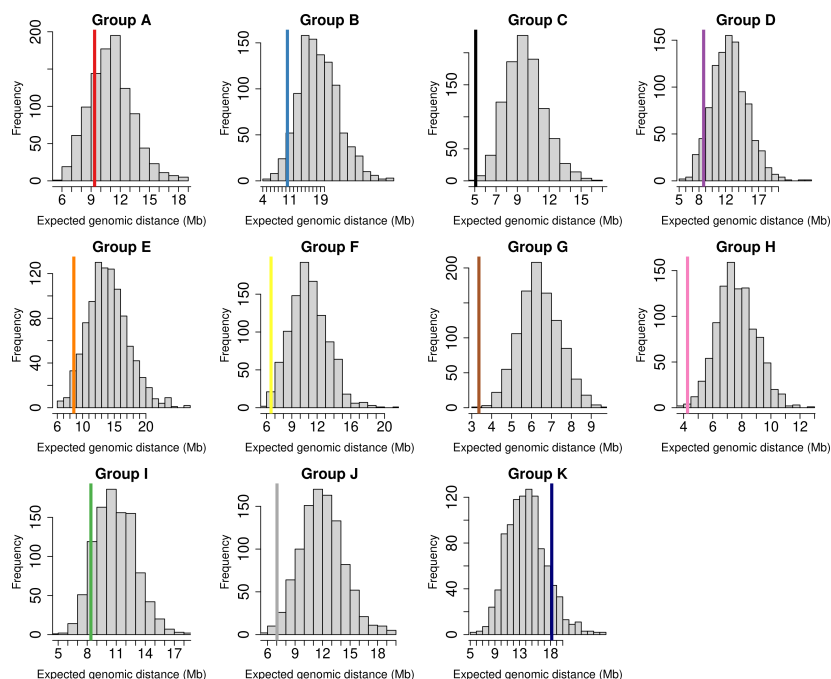 Group A Group B Group C Group D
Frequency 0 50 100 150 200
6 9 12 15 18
Expected genomic distance (Mb)
Frequency 0 50 100 150
4 11 19
Expected genomic distance (Mb)
Frequency 0 50 150
5 7 9 12 15
Expected genomic distance (Mb)
Frequency 0 50 100 150
5 8 12 17
Expected genomic distance (Mb)
Group E Group F Group G Group H
Frequency 0 40 80 120
6 10 15 20
Expected genomic distance (Mb)
Frequency 0 50 100 150
6 9 12 16 20
Expected genomic distance (Mb)
Frequency 0 50 100 200
3 4 5 6 7 8 9
Expected genomic distance (Mb)
Frequency 0 50 100 150
4 6 8 10 12
Expected genomic distance (Mb)
Group I Group J Group K
Frequency 0 50 100 150
5 8 11 14 17
Expected genomic distance (Mb)
Frequency 0 50 100 150
6 9 12 15 18
Expected genomic distance (Mb)
Frequency 0 40 80 120
5 9 13 18
Expected genomic distance (Mb)